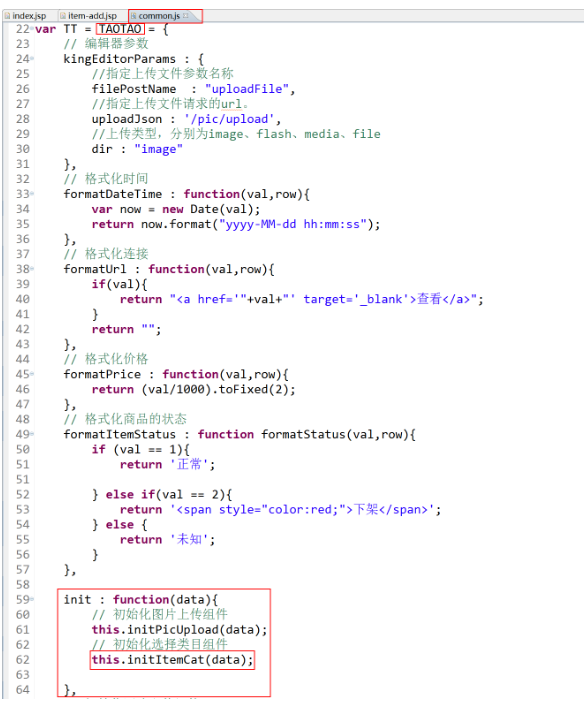 index.jsp item-add.jsp common.js
22 var TT = TAOTAO = {
23 // 编辑器参数
24 kingEditorParams : {
25 //指定上传文件参数名称
26 filePostName : "uploadFile",
27 //指定上传文件请求的url。
28 uploadJson : '/pic/upload',
29 //上传类型，分别为image、flash、media、file
30 dir : "image"
31 },
32 // 格式化时间
33 formatDateTime : function(val,row){
34 var now = new Date(val);
35 return now.format("yyyy-MM-dd hh:mm:ss");
36 },
37 // 格式化连接
38 formatUrl : function(val,row){
39 if(val){
40 return "<a href='"+val+"' target='_blank'>查看</a>";
41 }
42 return "";
43 },
44 // 格式化价格
45 formatPrice : function(val,row){
46 return (val/1000).toFixed(2);
47 },
48 // 格式化商品的状态
49 formatItemStatus : function formatStatus(val,row){
50 if (val == 1){
51 return '正常';
51
52 } else if(val == 2){
53 return '<span style="color:red;">下架</span>';
54 } else {
55 return '未知';
56 }
57 },
58
59 init : function(data){
60 // 初始化图片上传组件
61 this.initPicUpload(data);
62 // 初始化选择类目组件
62 this.initItemCat(data);
63
64 },